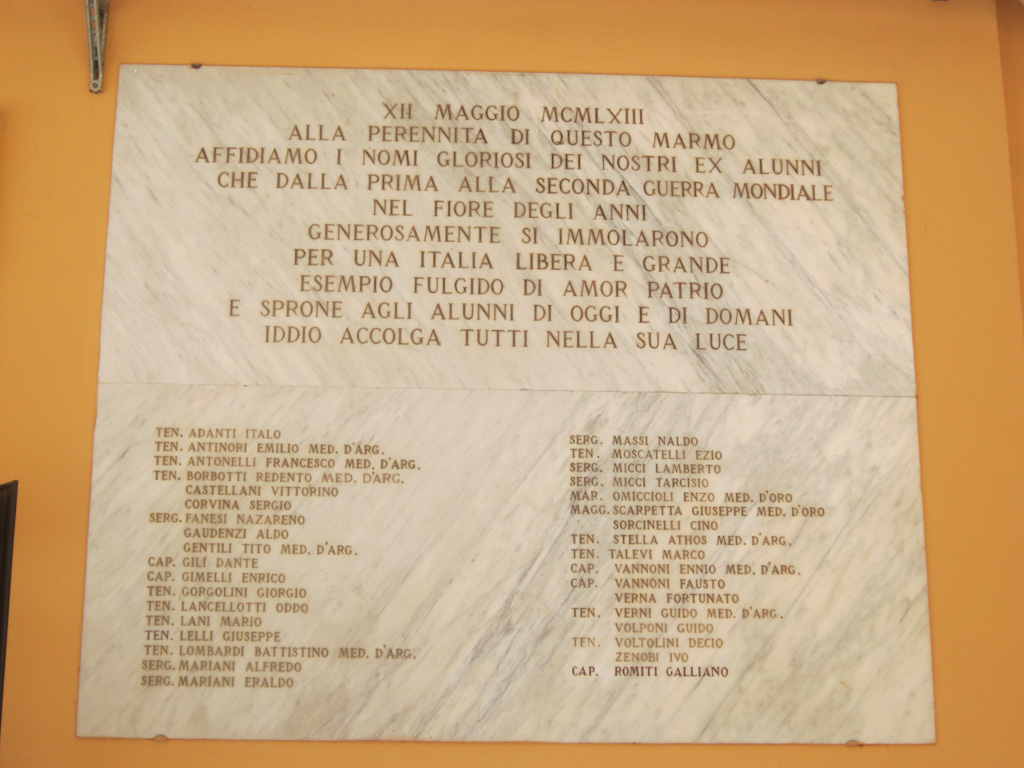 XII MAGGIO MCMLXIII
ALLA PERENNITA DI QUESTO MARMO
AFFIDIAMO I NOMI GLORIOSI DEI NOSTRI EX ALUNNI
CHE DALLA PRIMA ALLA SECONDA GUERRA MONDIALE
NEL FIORE DEGLI ANNI
GENEROSAMENTE SI IMMOLARONO
PER UNA ITALIA LIBERA E GRANDE
ESEMPIO FULGIDO DI AMOR PATRIO
E SPRONE AGLI ALUNNI DI OGGI E DI DOMANI
IDDIO ACCOLGA TUTTI NELLA SUA LUCE
TEN. ADANTI ITALO
TEN. ANTINORI EMILIO MED. D'ARG.
TEN. ANTONELLI FRANCESCO MED. D'ARG.
TEN. BORBOTTI REDENTO MED. D'ARG.
CASTELLANI VITTORINO
CORVINA SERGIO
SERG. FANESI NAZARENO
GAUDENZI ALDO
GENTILI TITO MED. D'ARG.
CAP. GILI DANTE
CAP. GIMELLI ENRICO
TEN. GORGOLINI GIORGIO
TEN. LANCELLOTTI ODDO
TEN. LANI MARIO
TEN. LELLI GIUSEPPE
TEN. LOMBARDI BATTISTINO MED. D'ARG.
SERG. MARIANI ALFREDO
SERG. MARIANI ERALDO
SERG. MASSI NALDO
TEN. MOSCATELLI EZIO
SERG. MICCI LAMBERTO
SERG. MICCI TARCISIO
MAR. OMICCIOLI ENZO MED. D'ORO
MAGG. SCARPETTA GIUSEPPE MED. D'ORO
SORCINELLI CINO
TEN. STELLA ATHOS MED. D'ARG.
TEN. TALEVI MARCO
CAP. VANNONI ENNIO MED. D'ARG.
CAP. VANNONI FAUSTO
VERNA FORTUNATO
TEN. VERNI GUIDO MED. D'ARG.
VOLPONI GUIDO
TEN. VOLTOLINI DECIO
ZENOBI IVO
CAP. ROMITI GALLIANO